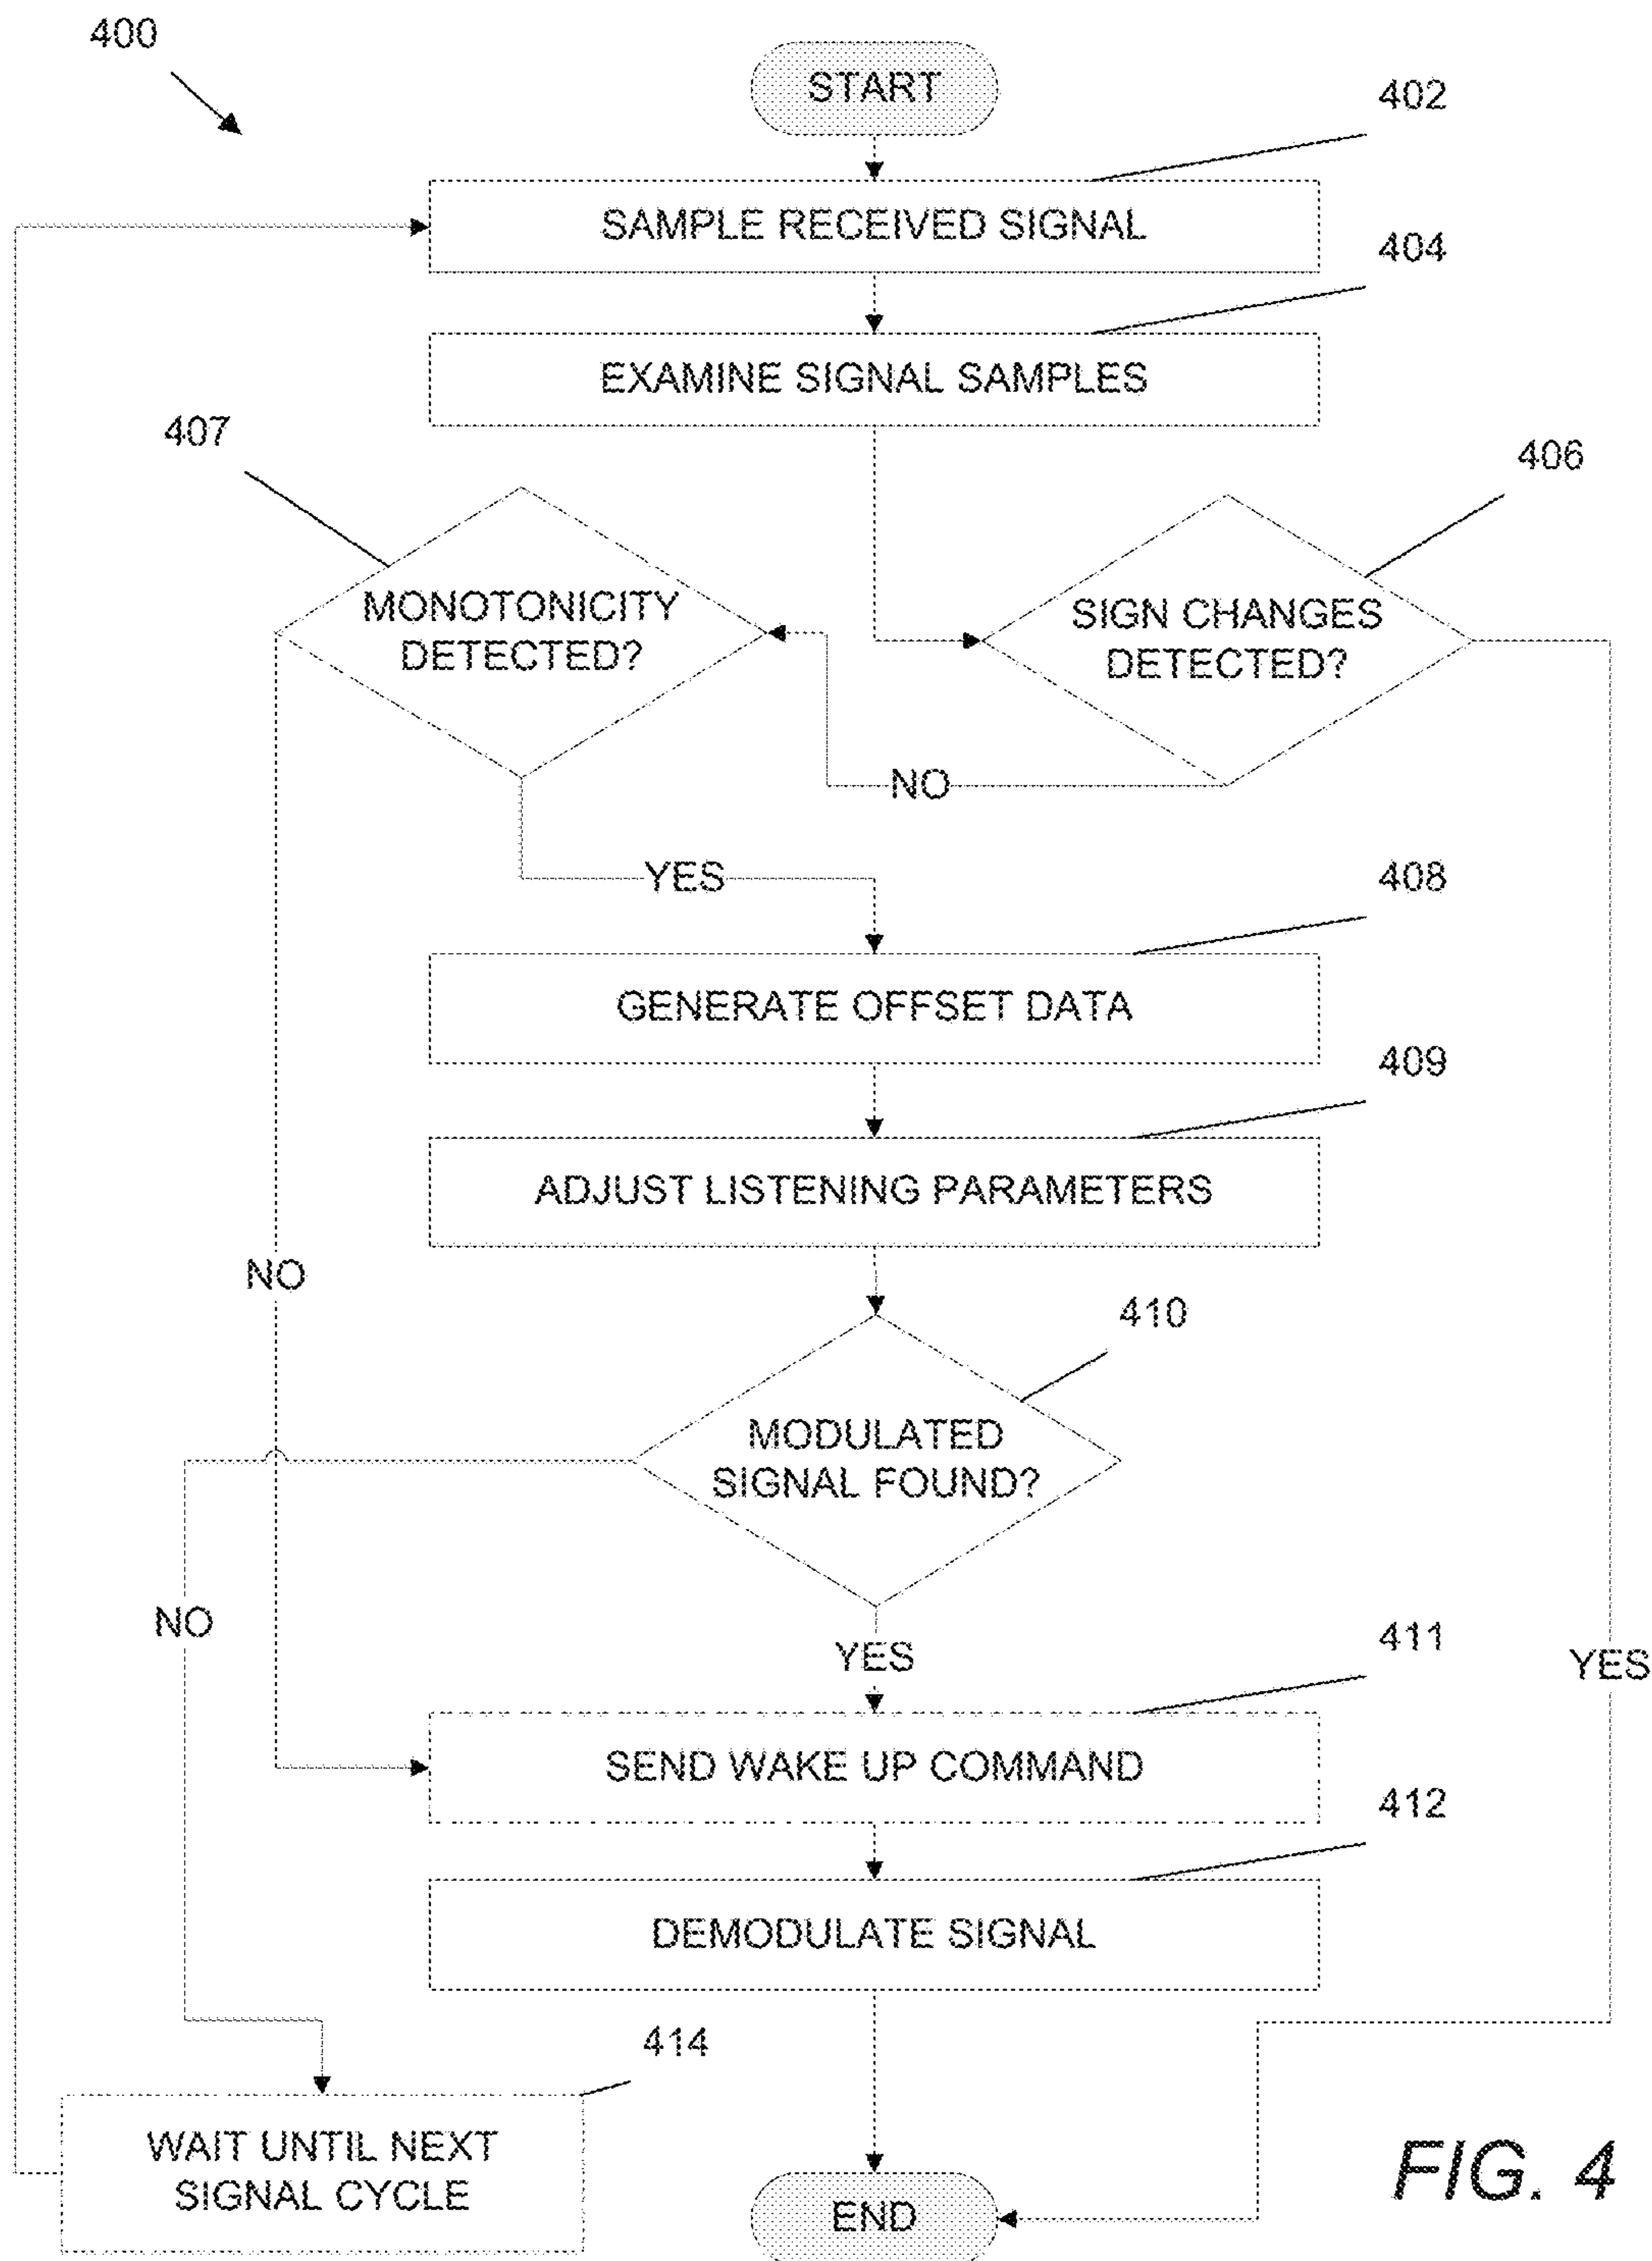 400
START
402
SAMPLE RECEIVED SIGNAL
404
EXAMINE SIGNAL SAMPLES
407
406
MONOTONICITY
DETECTED?
SIGN CHANGES
DETECTED?
NO
YES
408
GENERATE OFFSET DATA
409
ADJUST LISTENING PARAMETERS
NO
410
MODULATED
SIGNAL FOUND?
NO
YES
411
YES
SEND WAKE UP COMMAND
412
DEMODULATE SIGNAL
414
WAIT UNTIL NEXT
SIGNAL CYCLE
END
FIG. 4